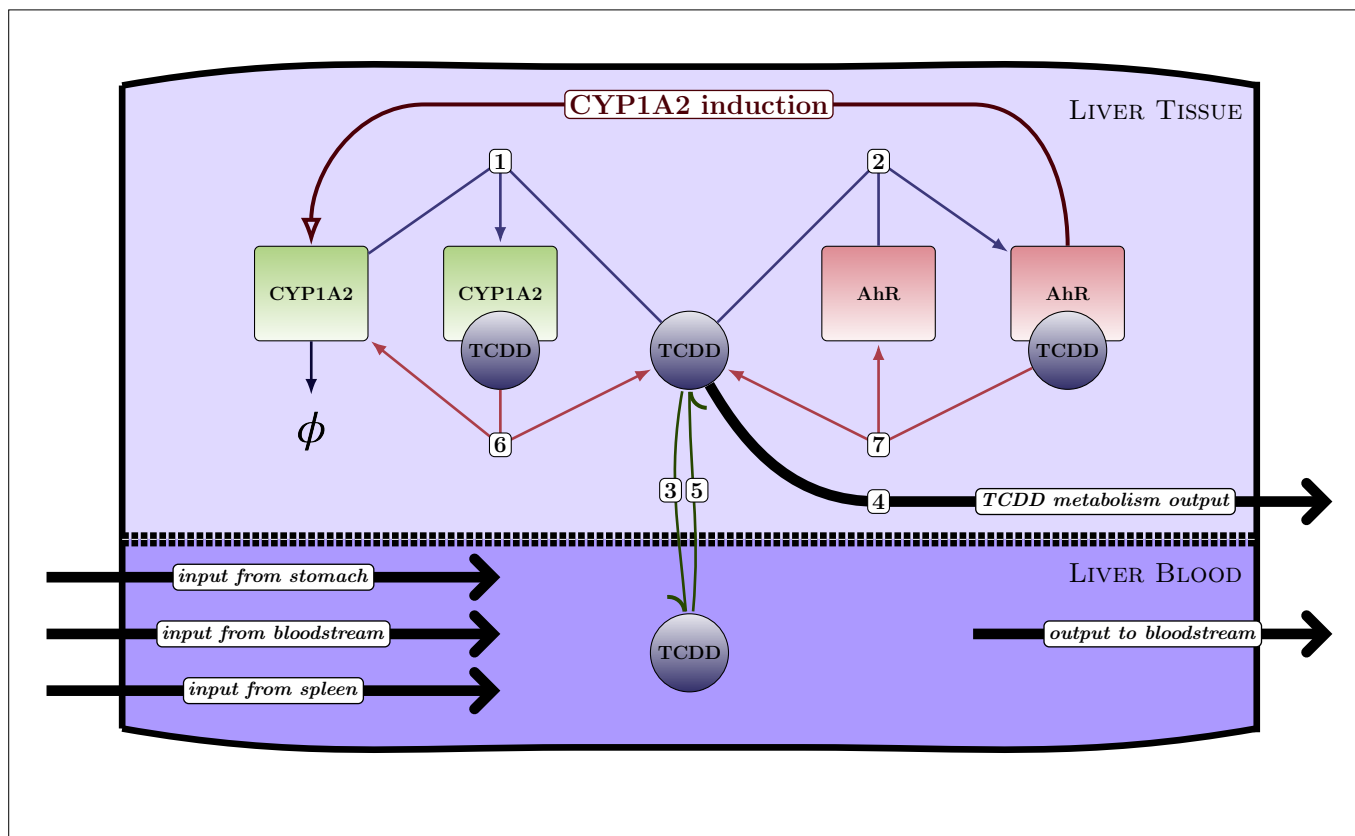 CYP1A2 induction
LIVER TISSUE
1
2
CYP1A2
CYP1A2
AhR
AhR
TCDD
TCDD
TCDD
ϕ
6
7
3
5
4
TCDD metabolism output
input from stomach
LIVER BLOOD
input from bloodstream
output to bloodstream
TCDD
input from spleen